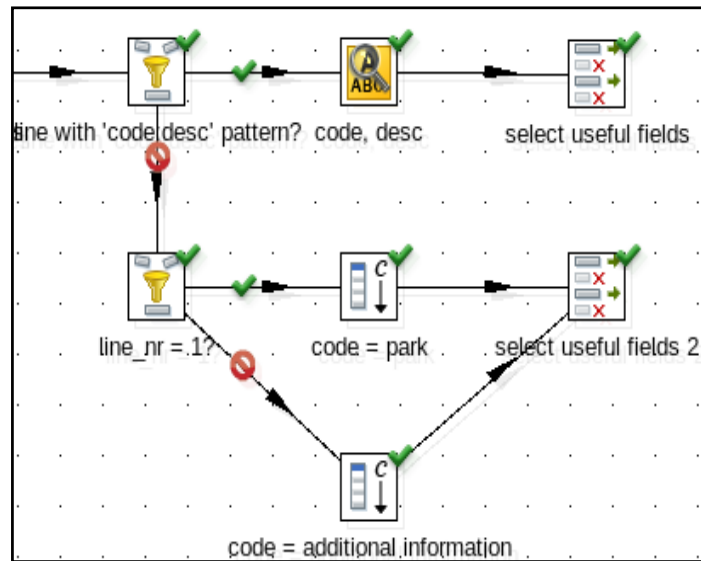 line with 'code desc' pattern?
code, desc
select useful fields
line_nr = 1?
code = park
select useful fields 2
code = additional information